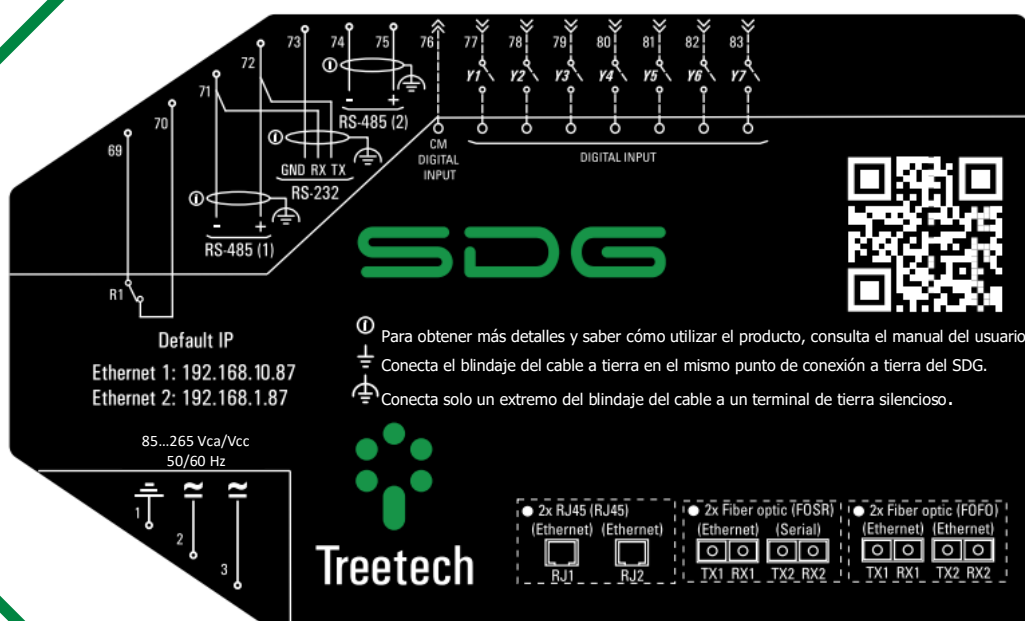 69
70
71
72
73
74
75
76
77
78
79
80
81
82
83
Y1
Y2
Y3
Y4
Y5
Y6
Y7
- +
RS-485 (2)
GND RX TX
RS-232
- +
RS-485 (1)
CM
DIGITAL
INPUT
DIGITAL INPUT
R1
SDG
Default IP
Ethernet 1: 192.168.10.87
Ethernet 2: 192.168.1.87
Para obtener más detalles y saber cómo utilizar el producto, consulta el manual del usuario
Conecta el blindaje del cable a tierra en el mismo punto de conexión a tierra del SDG.
Conecta solo un extremo del blindaje del cable a un terminal de tierra silencioso.
85...265 Vca/Vcc
50/60 Hz
1
2
3
Treetech
2x RJ45 (RJ45)
(Ethernet) (Ethernet)
RJ1 RJ2
2x Fiber optic (FOSR)
(Ethernet) (Serial)
TX1 RX1 TX2 RX2
2x Fiber optic (FOFO)
(Ethernet) (Ethernet)
TX1 RX1 TX2 RX2